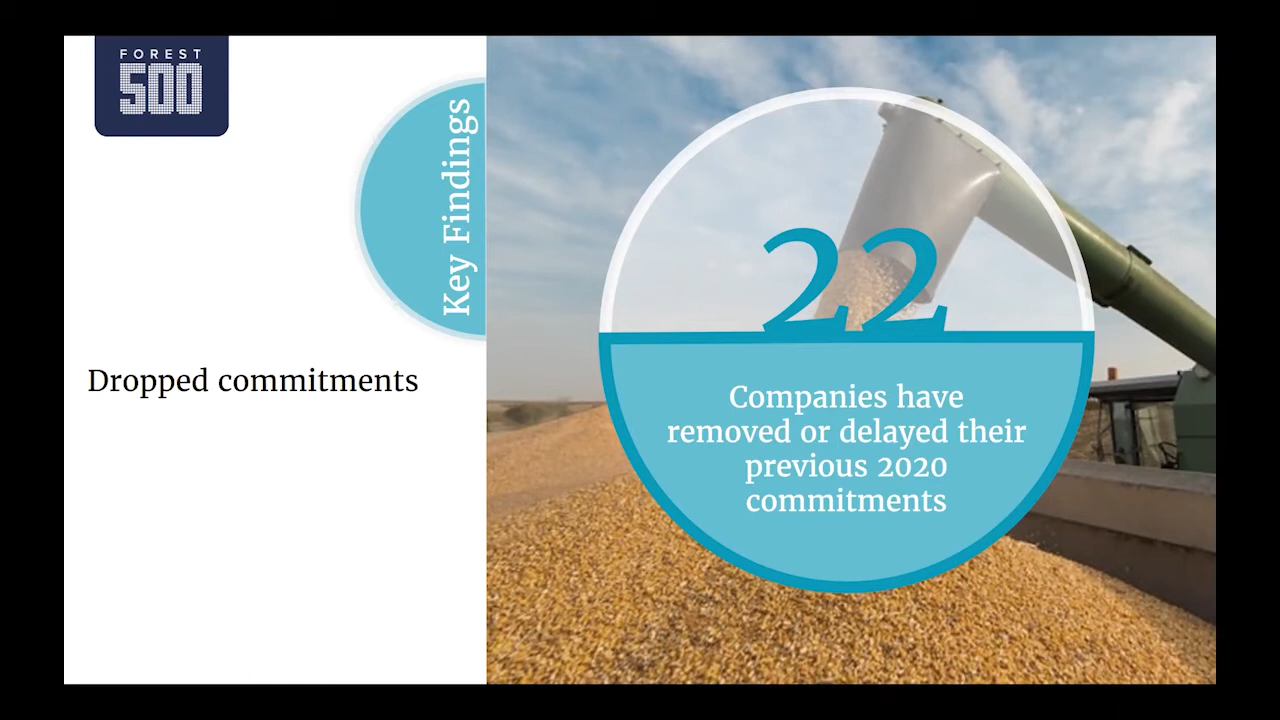 FOREST
500
Key Findings
Dropped commitments
22
Companies have
removed or delayed their
previous 2020
commitments